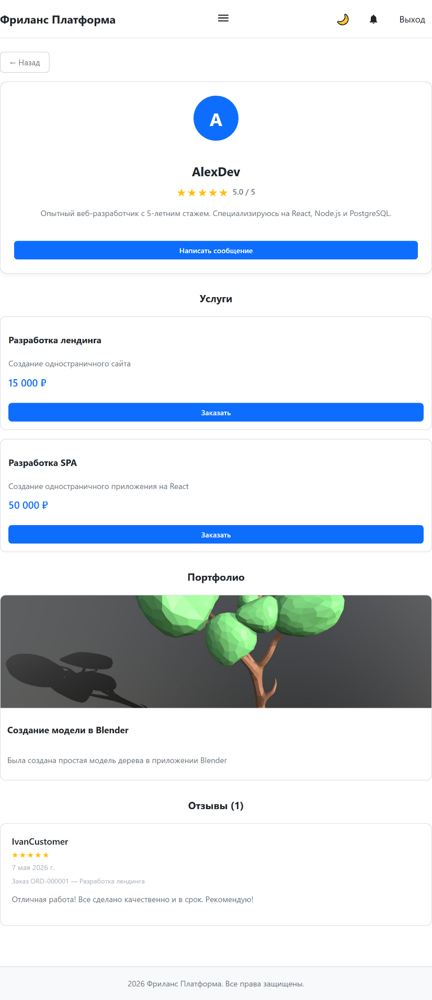 Фриланс Платформа
Выход
← Назад
A
AlexDev
★★★★★ 5.0 / 5
Опытный веб-разработчик с 5-летним стажем. Специализируюсь на React, Node.js и PostgreSQL.
Написать сообщение
Услуги
Разработка лендинга
Создание одностраничного сайта
15 000 ₽
Заказать
Разработка SPA
Создание одностраничного приложения на React
50 000 ₽
Заказать
Портфолио
Создание модели в Blender
Была создана простая модель дерева в приложении Blender
Отзывы (1)
IvanCustomer
★★★★★
7 мая 2026 г.
Заказ ORD-000001 — Разработка лендинга
Отличная работа! Все сделано качественно и в срок. Рекомендую!
2026 Фриланс Платформа. Все права защищены.